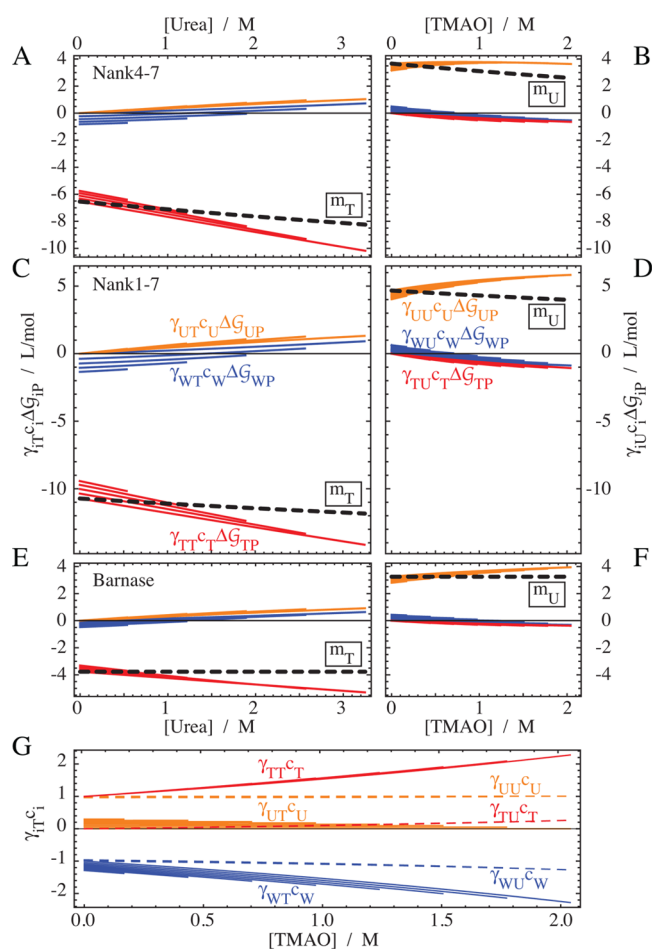 [Urea] / M
[TMAO] / M
0 1 2 3
0 1 2
A
B
4
2
0
-2
-4
-6
-8
-10
Nank4-7
m_T
m_U
4
2
0
-2
-4
-6
-8
-10
C
D
5
0
-5
-10
Nank1-7
γ_UT c_U Δ𝒢_UP
γ_WT c_W Δ𝒢_WP
m_T
γ_TT c_T Δ𝒢_TP
m_U
γ_UU c_U Δ𝒢_UP
γ_WU c_W Δ𝒢_WP
γ_TU c_T Δ𝒢_TP
5
0
-5
-10
γ_iT c_i Δ𝒢_iP / L/mol
γ_iU c_i Δ𝒢_iP / L/mol
E
F
4
2
0
-2
-4
Barnase
m_T
m_U
4
2
0
-2
-4
0 1 2 3
0 1 2
[Urea] / M
[TMAO] / M
G
2
1
0
-1
-2
γ_iT c_i
γ_TT c_T
γ_UU c_U
γ_UT c_U
γ_TU c_T
γ_WT c_W
γ_WU c_W
0.0 0.5 1.0 1.5 2.0
[TMAO] / M